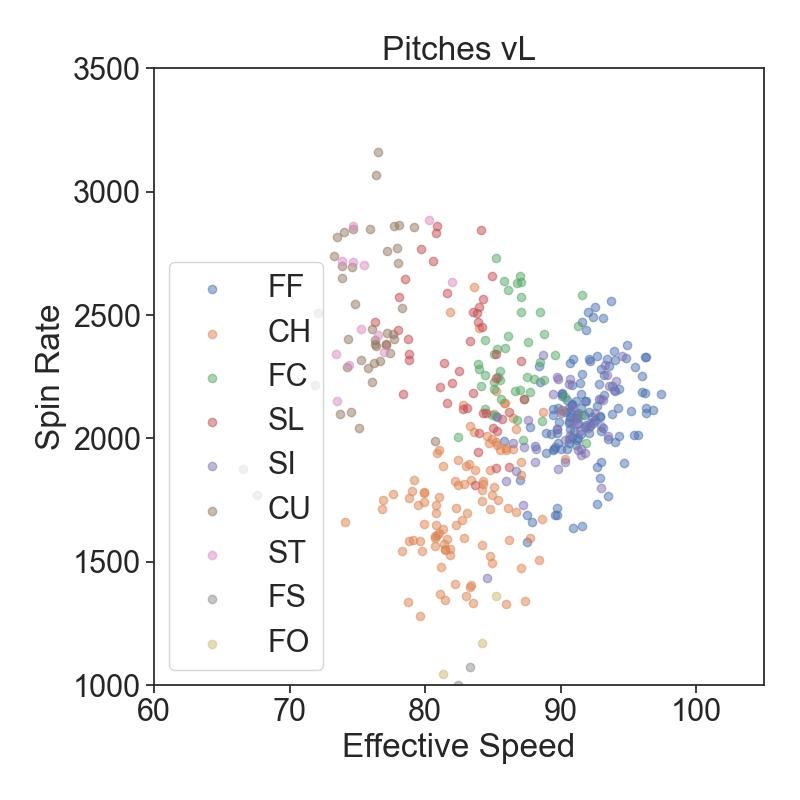 Pitches vL
3500
3000
2500
2000
1500
1000
Spin Rate
FF
CH
FC
SL
SI
CU
ST
FS
FO
60 70 80 90 100
Effective Speed